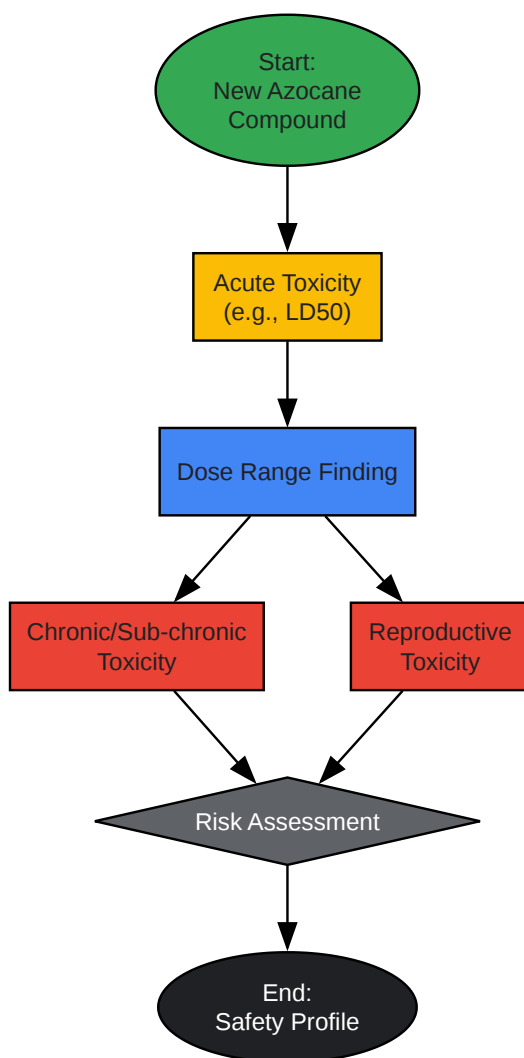 Start:
New Azocane
Compound
Acute Toxicity
(e.g., LD50)
Dose Range Finding
Chronic/Sub-chronic
Toxicity
Reproductive
Toxicity
Risk Assessment
End:
Safety Profile